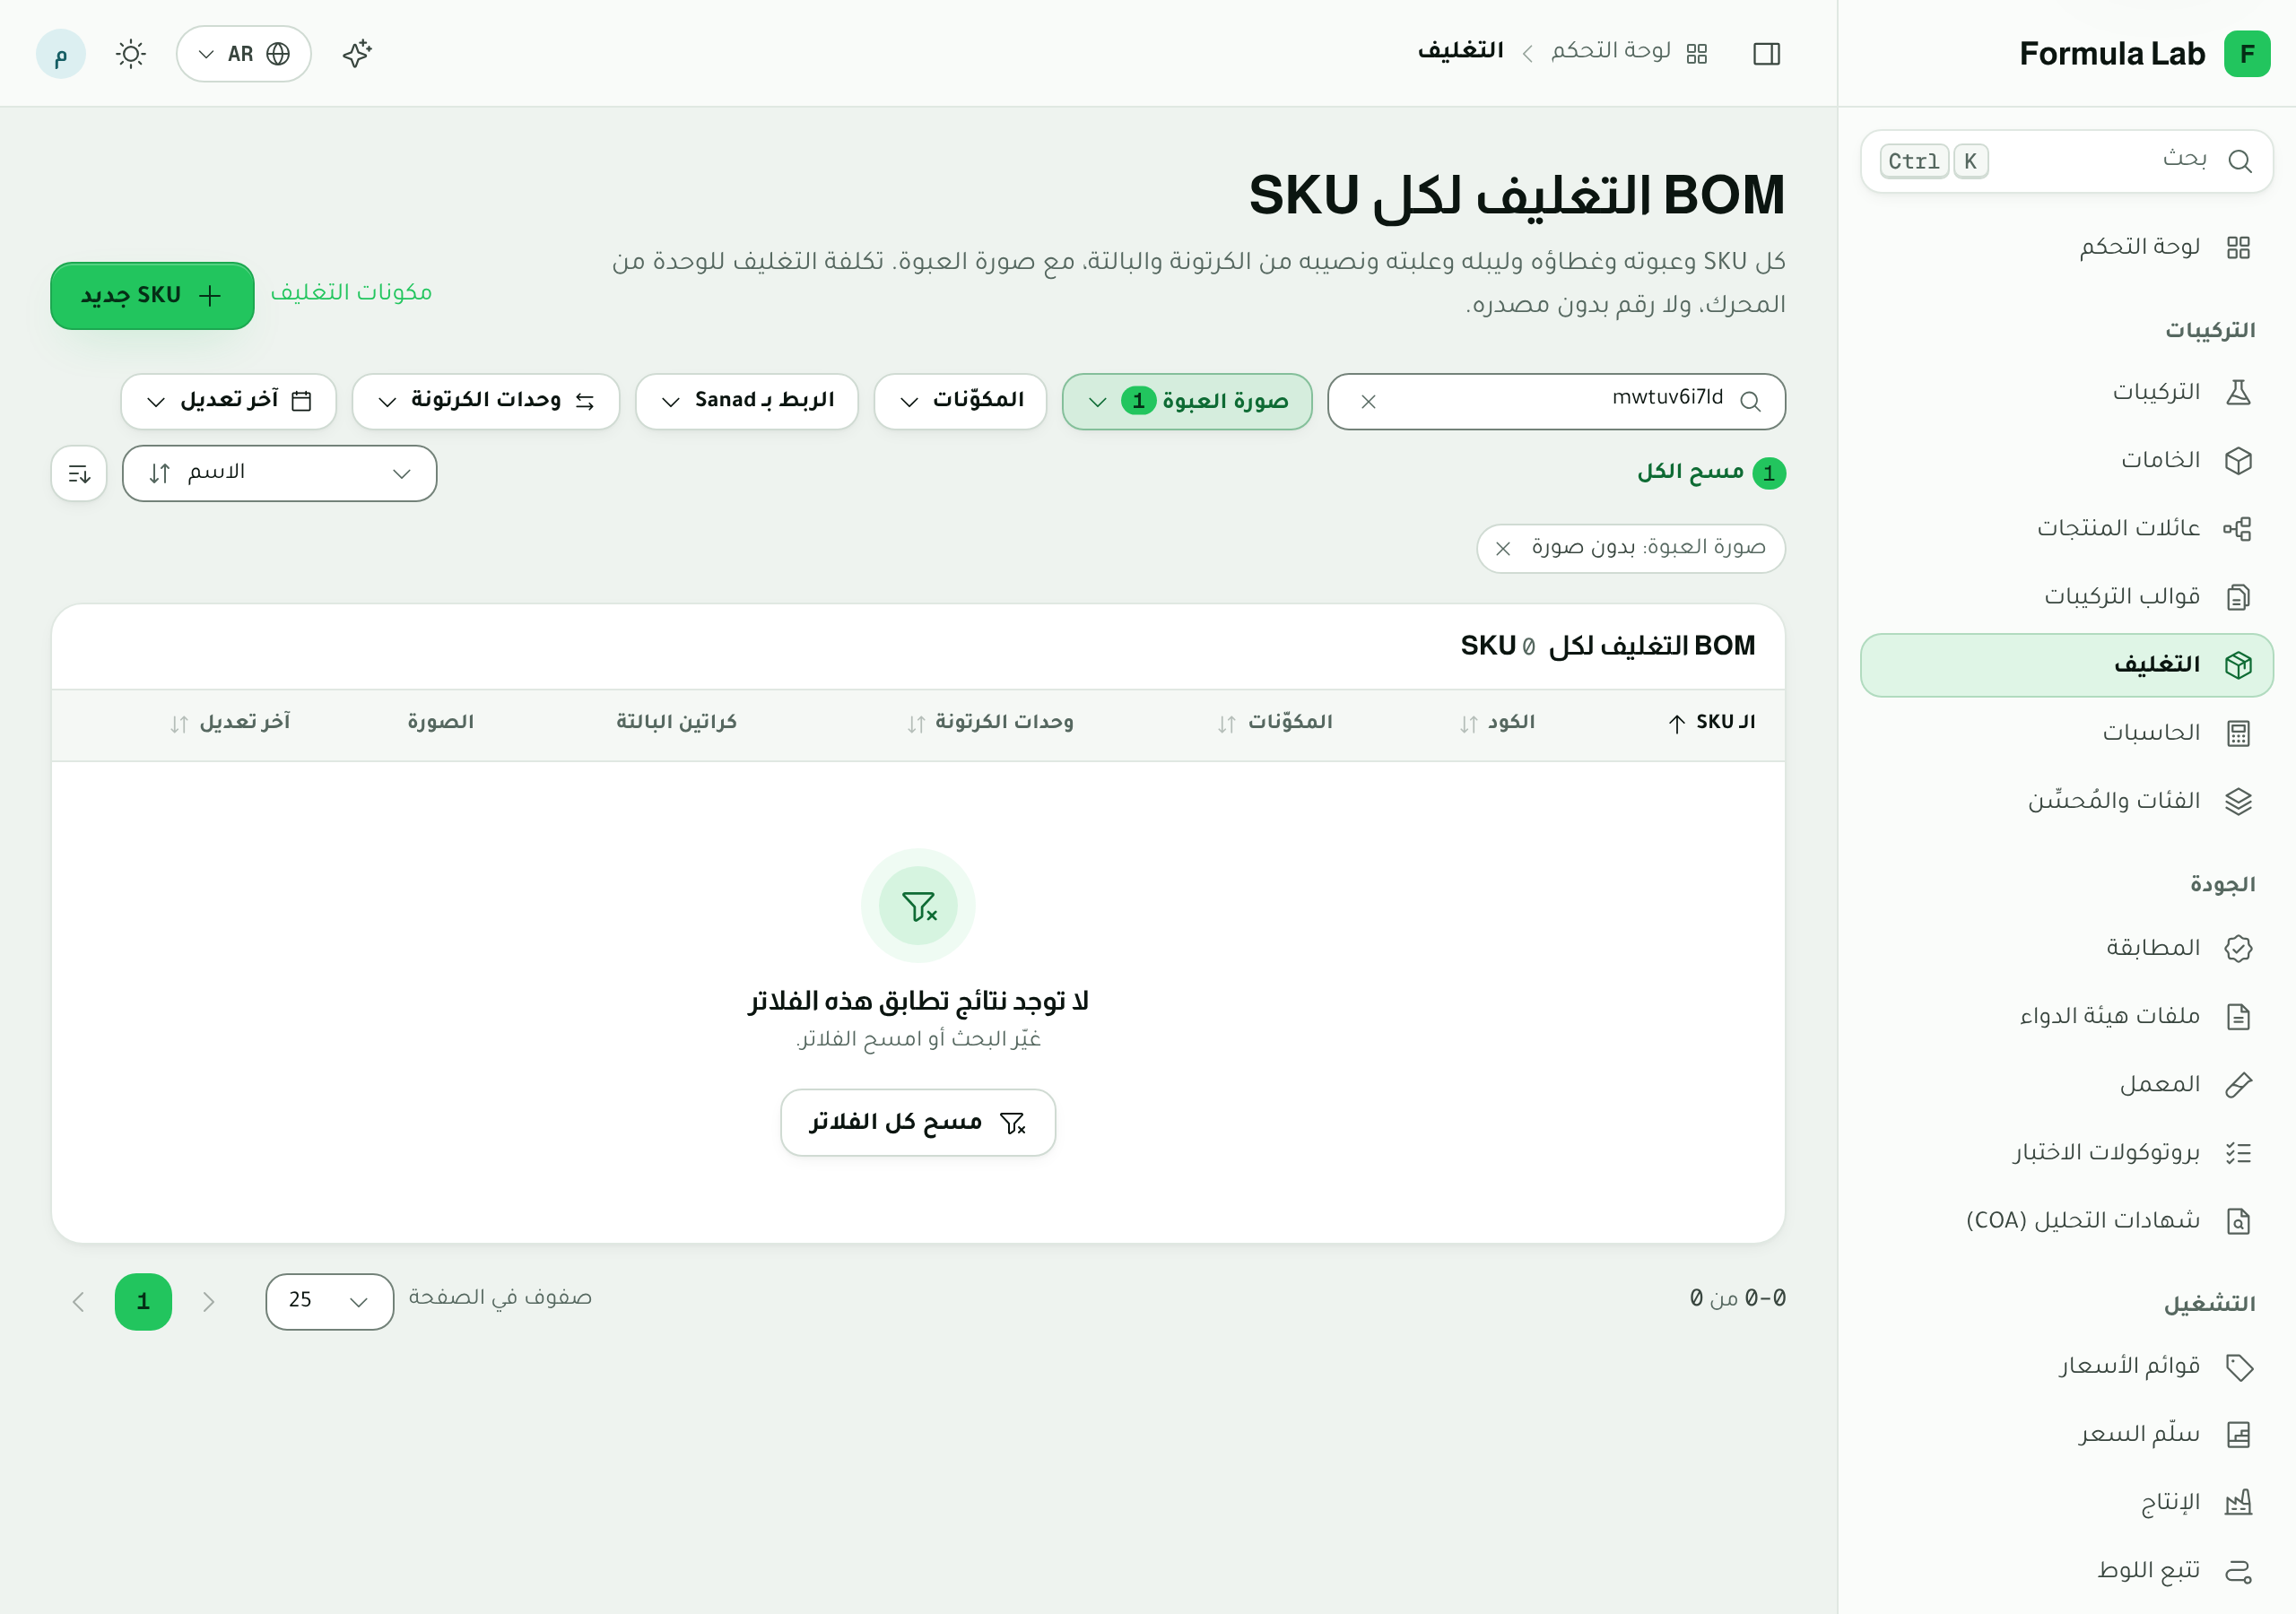 F Formula Lab
بحث Ctrl K
لوحة التحكم
التركيبات
التركيبات
الخامات
عائلات المنتجات
قوالب التركيبات
التغليف
الحاسبات
الفئات والمُحسِّن
الجودة
المطابقة
ملفات هيئة الدواء
المعمل
بروتوكولات الاختبار
شهادات التحليل (COA)
التشغيل
قوائم الأسعار
سلّم السعر
الإنتاج
تتبع اللوط
لوحة التحكم التغليف
AR
م
BOM التغليف لكل SKU
كل SKU وعبوته وغطاؤه وليبله وعلبته ونصيبه من الكرتونة والبالتة، مع صورة العبوة. تكلفة التغليف للوحدة من
المحرك، ولا رقم بدون مصدره.
مكونات التغليف
SKU جديد
mwtuv6i7ld
صورة العبوة 1
المكوّنات
الربط بـ Sanad
وحدات الكرتونة
آخر تعديل
1 مسح الكل
الاسم
صورة العبوة: بدون صورة
BOM التغليف لكل SKU 0
الـ SKU الكود المكوّنات وحدات الكرتونة كراتين البالتة الصورة آخر تعديل
لا توجد نتائج تطابق هذه الفلاتر
غيّر البحث أو امسح الفلاتر.
مسح كل الفلاتر
0–0 من 0
صفوف في الصفحة 25
1